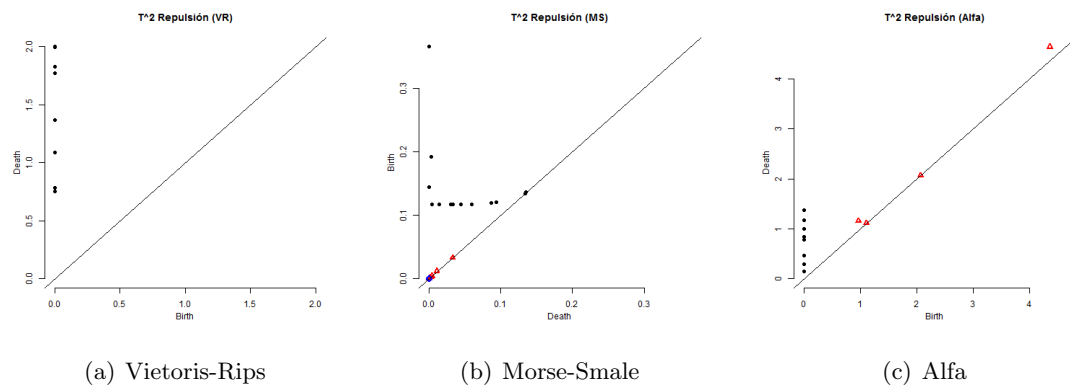 T^2 Repulsión (VR)
Death
2.0
1.5
1.0
0.5
0.0
0.0 0.5 1.0 1.5 2.0
Birth
(a) Vietoris-Rips
T^2 Repulsión (MS)
Birth
0.3
0.2
0.1
0.0
0.0 0.1 0.2 0.3
Death
(b) Morse-Smale
T^2 Repulsión (Alfa)
Death
4
3
2
1
0
0 1 2 3 4
Birth
(c) Alfa